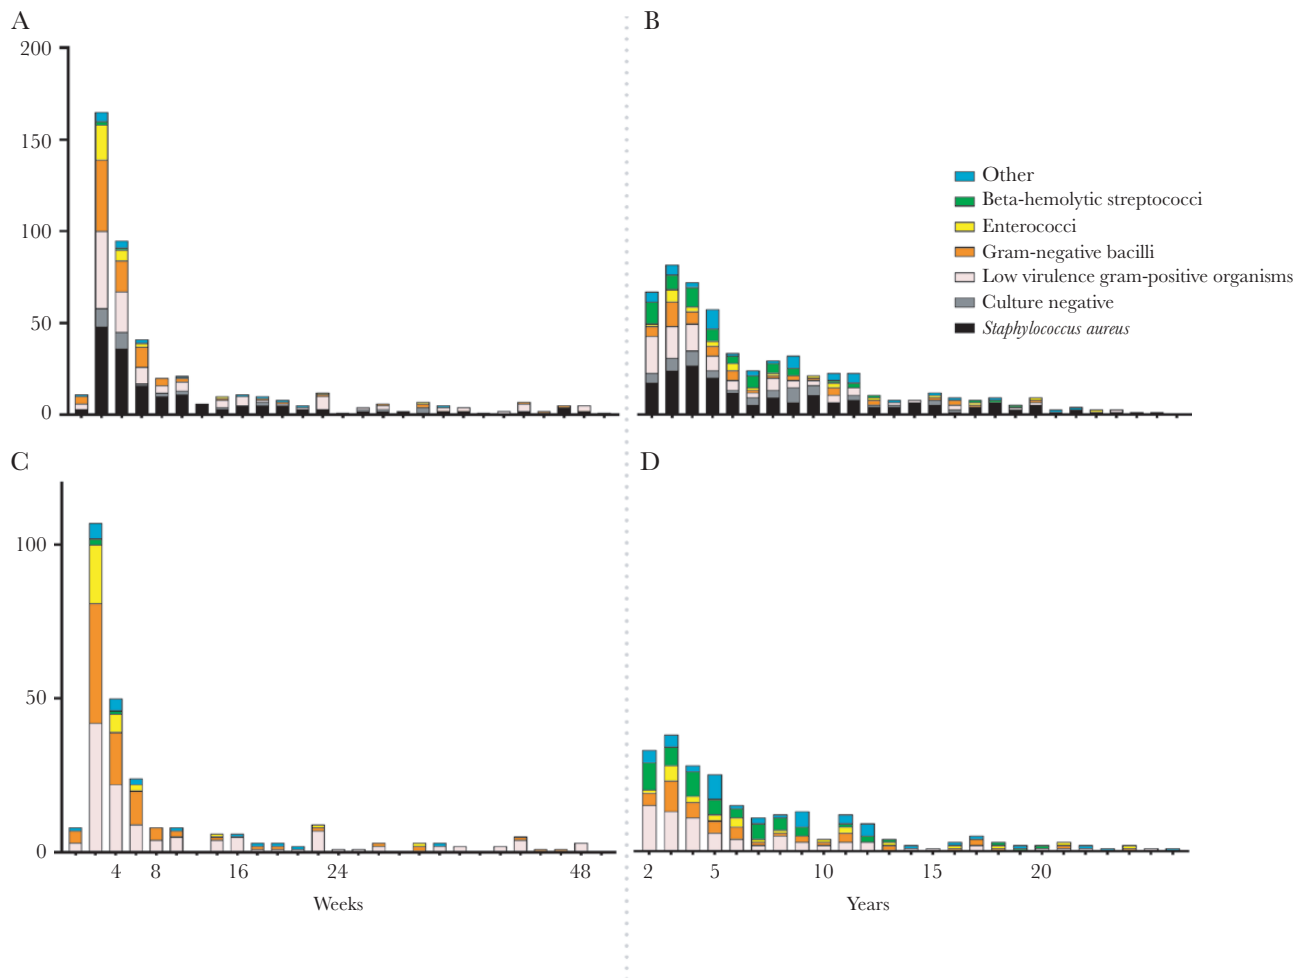 A
B
200
150
100
50
0
Other
Beta-hemolytic streptococci
Enterococci
Gram-negative bacilli
Low virulence gram-positive organisms
Culture negative
Staphylococcus aureus
C
D
100
50
0
4 8 16 24 48
2 5 10 15 20
Weeks
Years